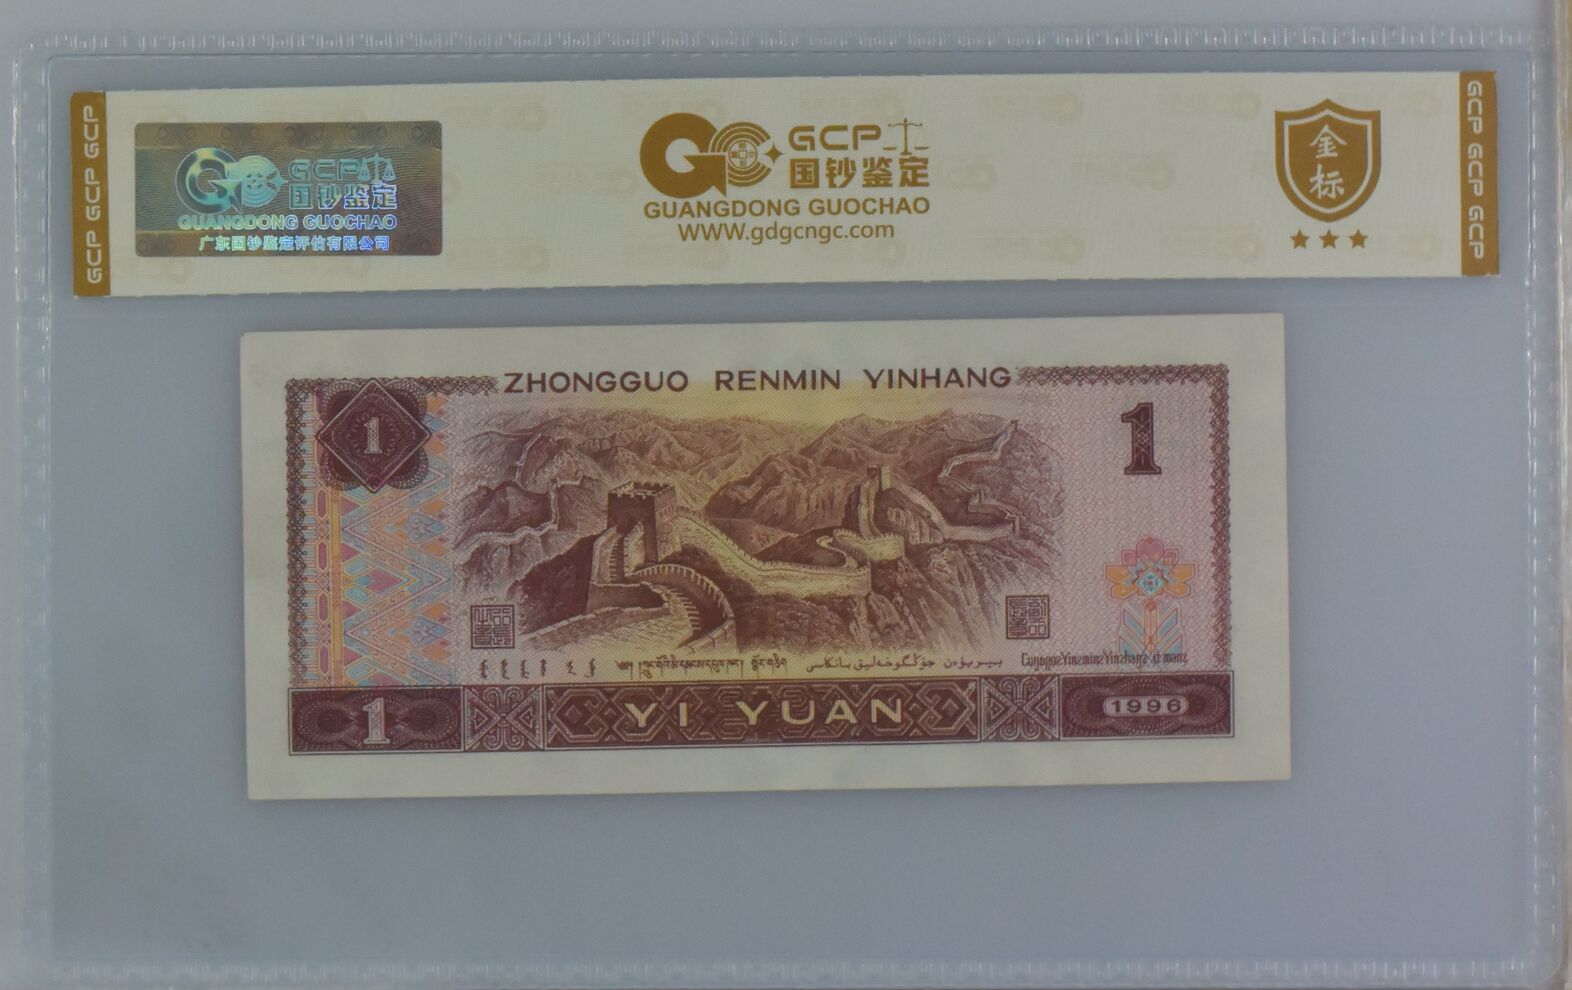 GCP GCP GCP
GCP
国钞鉴定
GUANGDONG GUOCHAO
广东国钞鉴定评估有限公司
GCP
国钞鉴定
GUANGDONG GUOCHAO
WWW.gdgcngc.com
金标
GCP GCP GCP
ZHONGGUO RENMIN YINHANG
1
1
1
YI YUAN
1996